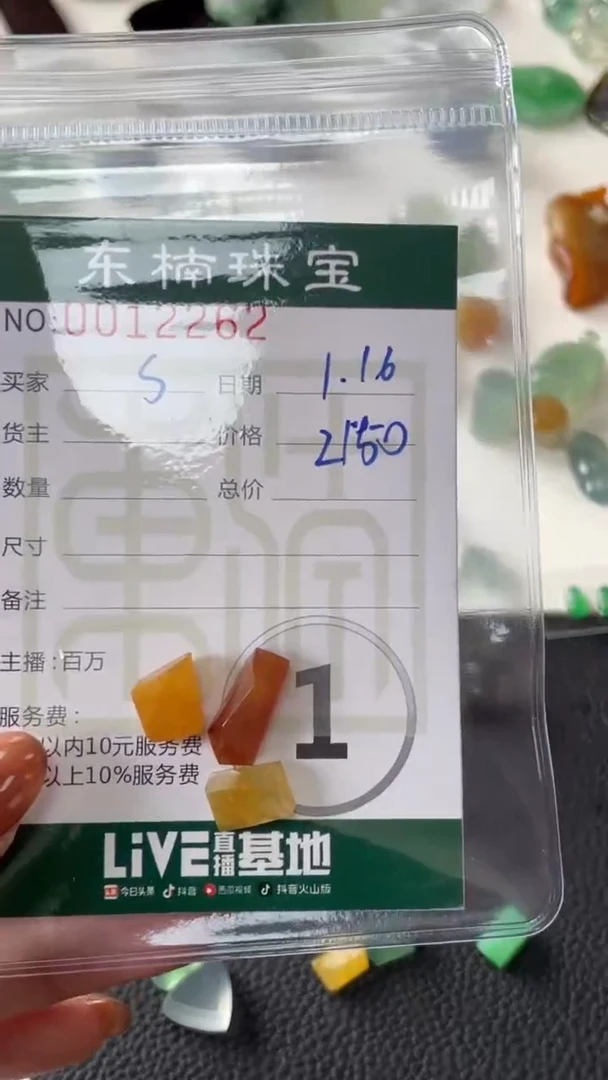 东楠珠宝
NO:0012262
买家 S 日期 1.16
货主 价格 2150
数量 总价
尺寸
备注
主播:百万
服务费:
以内10元服务费
以上10%服务费
1
LiVE直播基地
今日头条 抖音 西瓜视频 抖音火山版